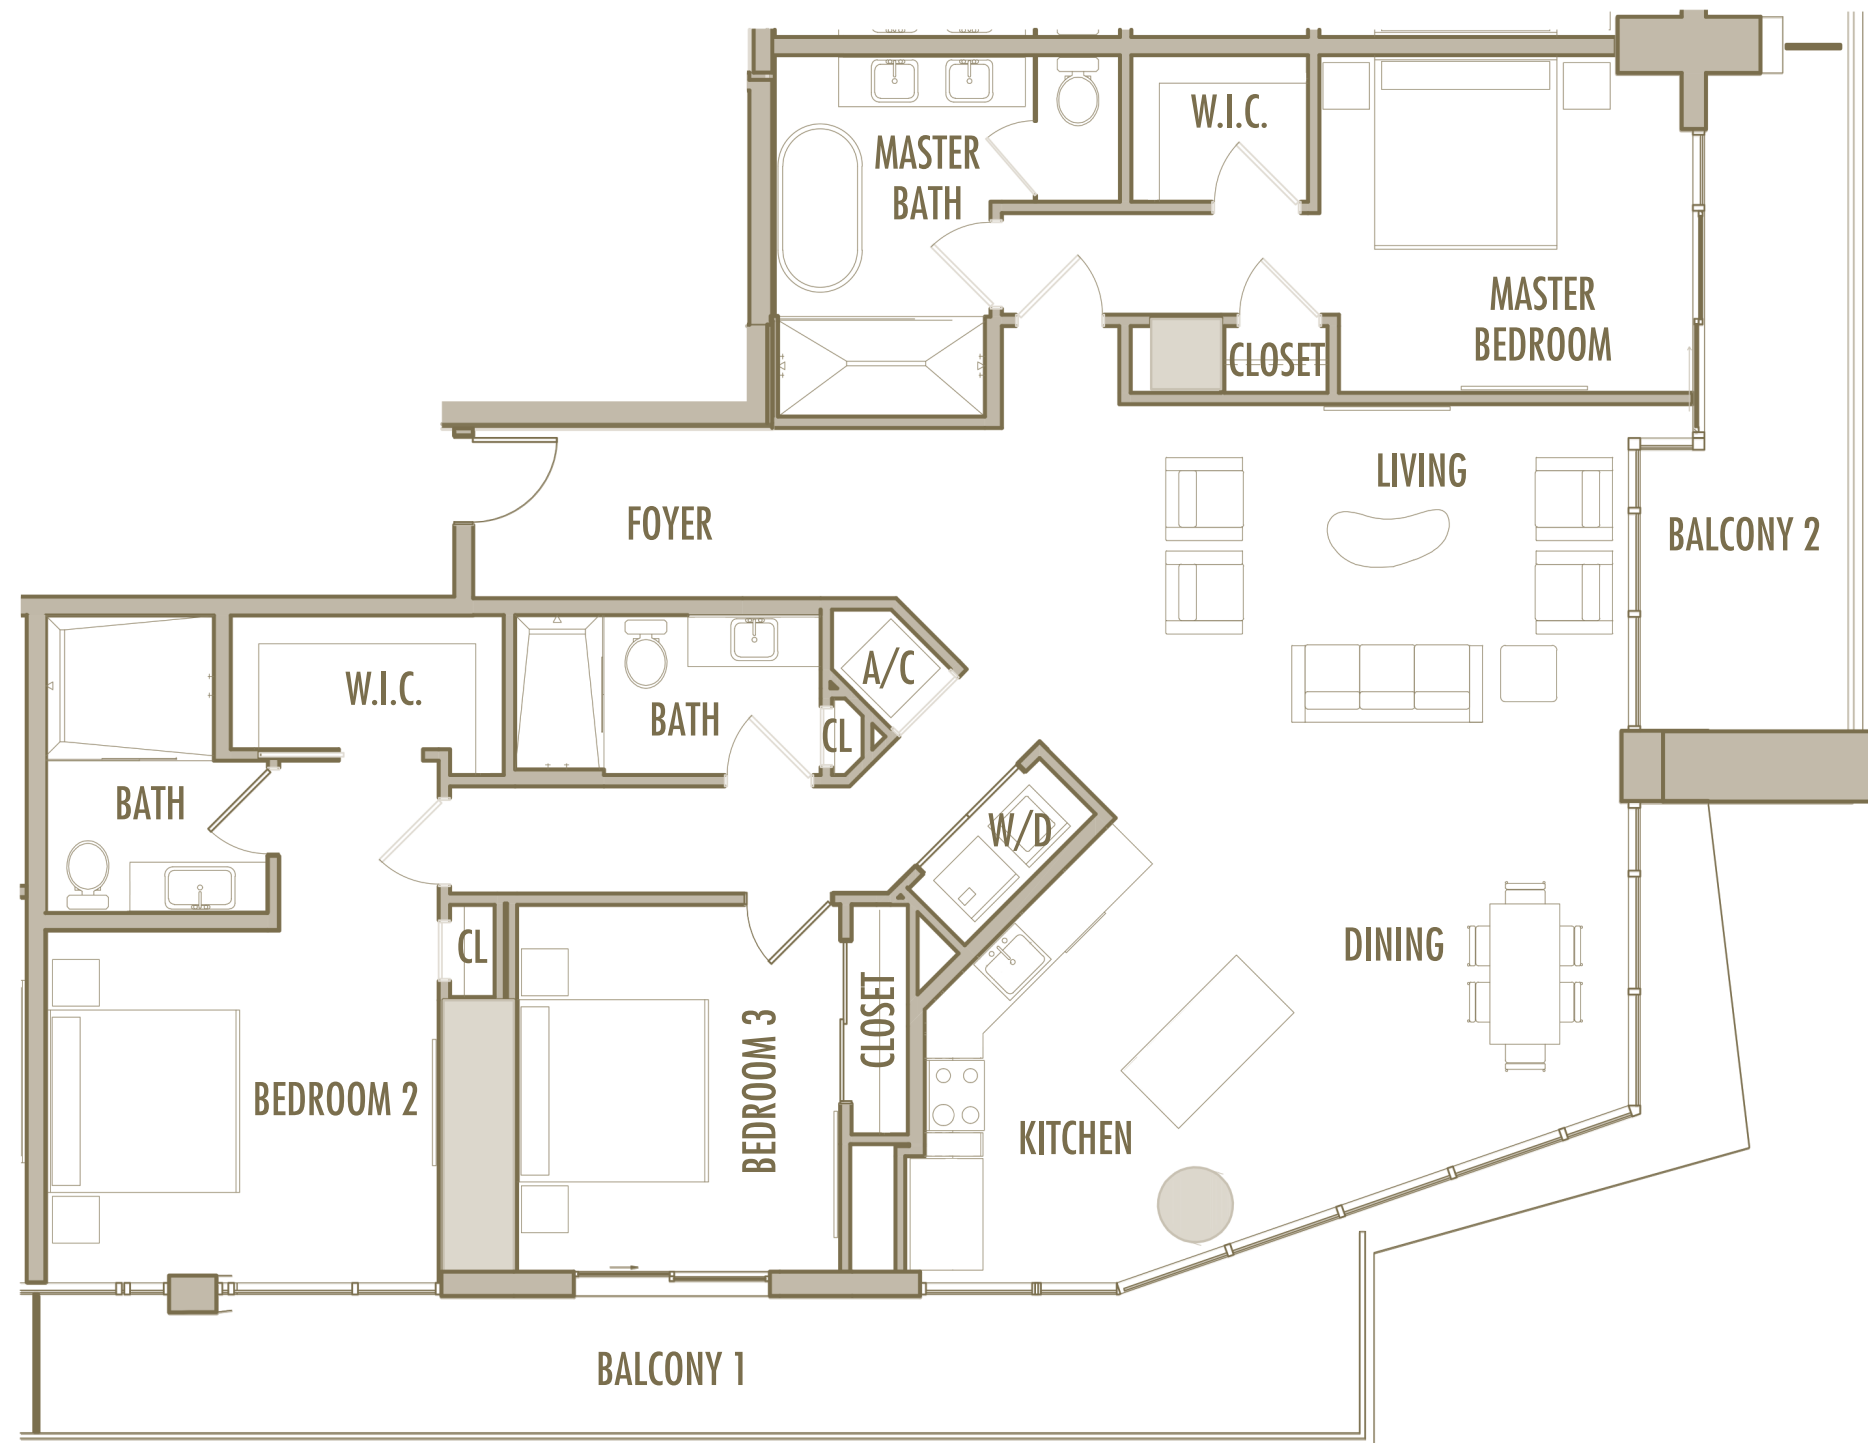 W.I.C.
MASTER
BATH
MASTER
BEDROOM
CLOSET
LIVING
FOYER
BALCONY 2
A/C
W.I.C.
BATH
CL
BATH
W/D
DINING
CL
CLOSET
BEDROOM 2
BEDROOM 3
KITCHEN
BALCONY 1